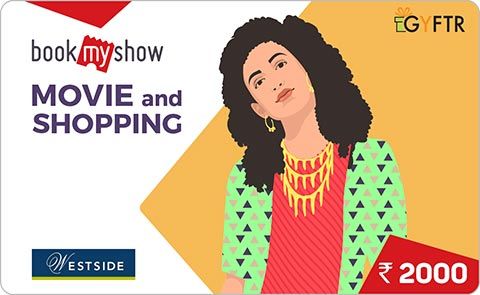 bookmyshow
GYFTR
MOVIE and
SHOPPING
WESTSIDE
₹ 2000